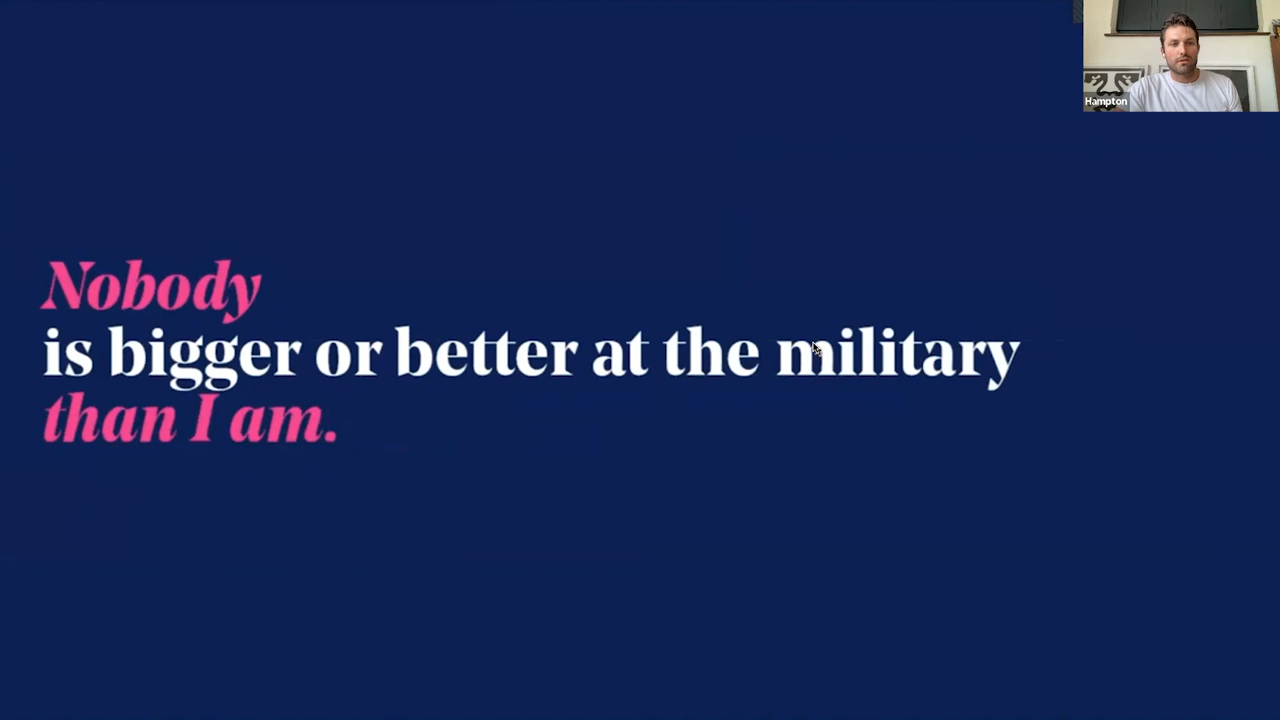 Hampton
Nobody
is bigger or better at the military
than I am.